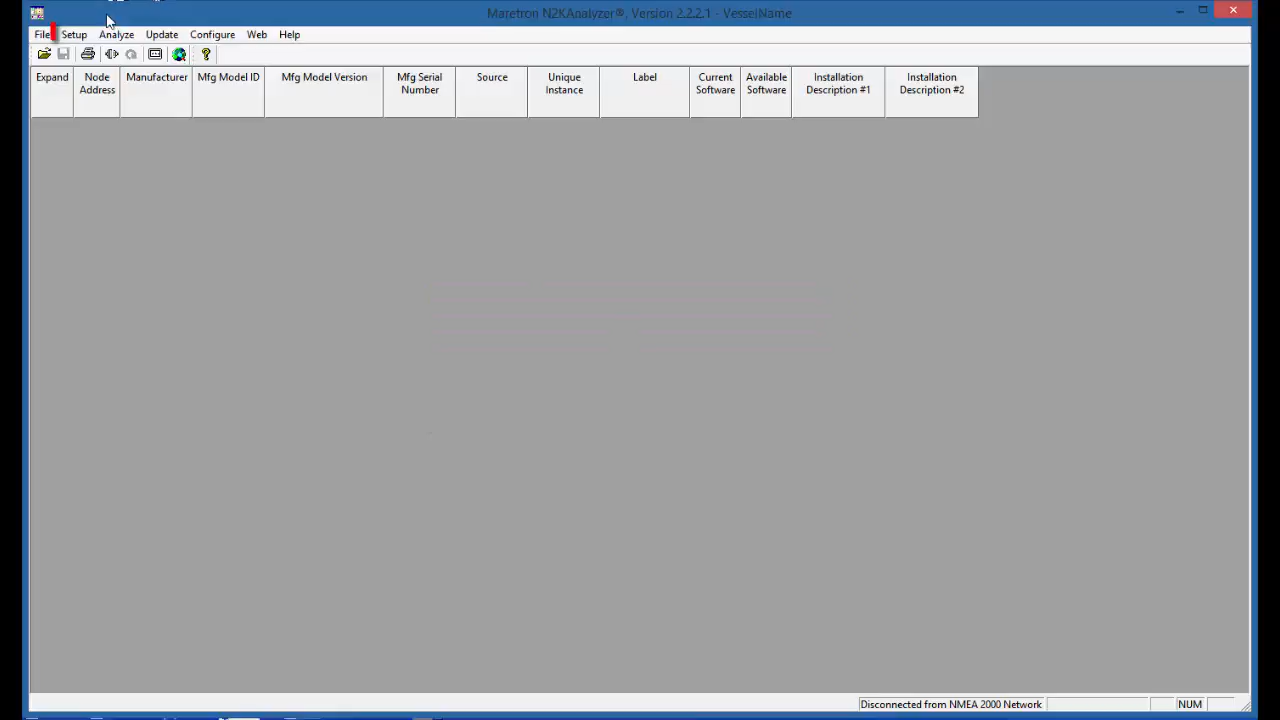 Maretron N2KAnalyzer®, Version 2.2.2.1 - VesselName
File Setup Analyze Update Configure Web Help
Expand Node Address Manufacturer Mfg Model ID Mfg Model Version Mfg Serial Number Source Unique Instance Label Current Software Available Software Installation Description #1 Installation Description #2
Disconnected from NMEA 2000 Network NUM